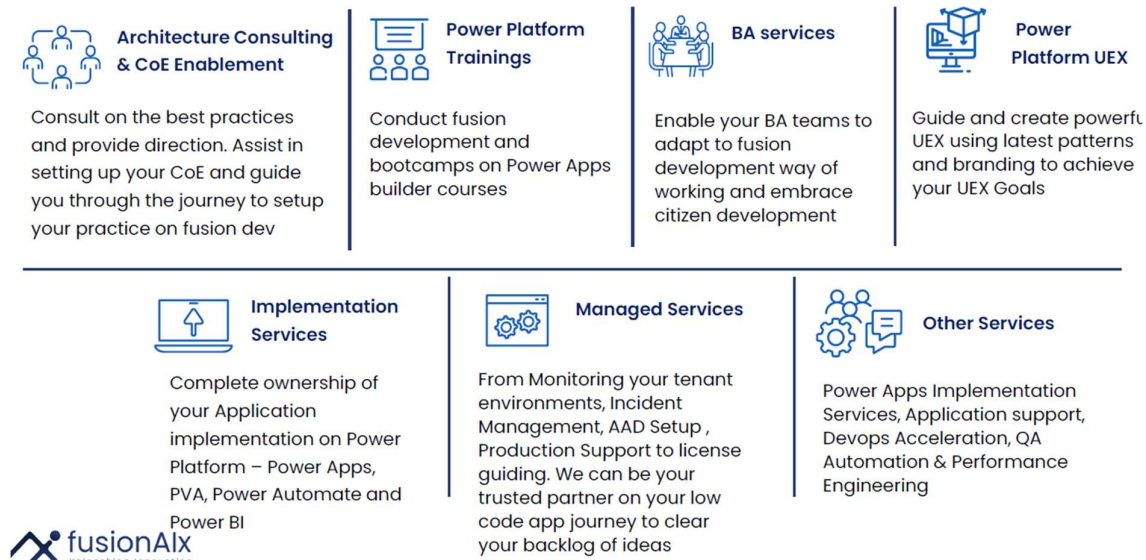 Architecture Consulting
& CoE Enablement
Consult on the best practices
and provide direction. Assist in
setting up your CoE and guide
you through the journey to setup
your practice on fusion dev
Power Platform
Trainings
Conduct fusion
development and
bootcamps on Power Apps
builder courses
BA services
Enable your BA teams to
adapt to fusion
development way of
working and embrace
citizen development
Power
Platform UEX
Guide and create powerfu
UEX using latest patterns
and branding to achieve
your UEX Goals
Implementation
Services
Complete ownership of
your Application
implementation on Power
Platform – Power Apps,
PVA, Power Automate and
Power BI
Managed Services
From Monitoring your tenant
environments, Incident
Management, AAD Setup ,
Production Support to license
guiding. We can be your
trusted partner on your low
code app journey to clear
your backlog of ideas
Other Services
Power Apps Implementation
Services, Application support,
Devops Acceleration, QA
Automation & Performance
Engineering
fusionAIx